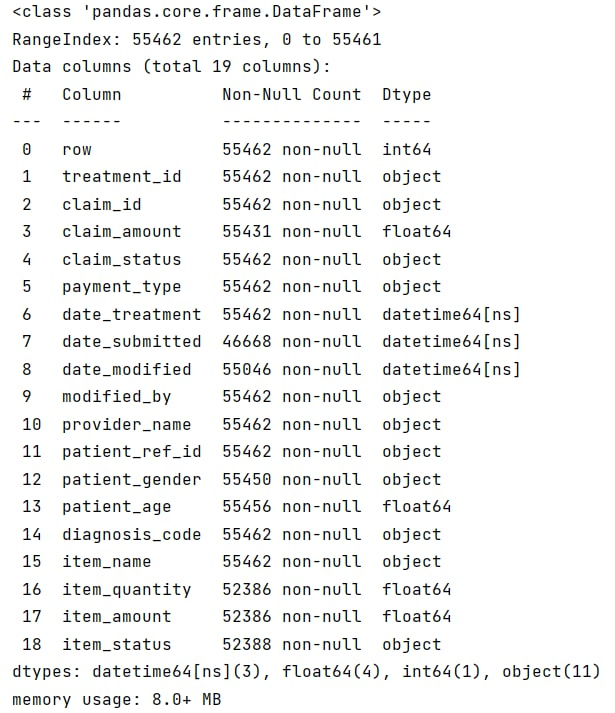 <class 'pandas.core.frame.DataFrame'>
RangeIndex: 55462 entries, 0 to 55461
Data columns (total 19 columns):
 #   Column          Non-Null Count  Dtype
---  ------          --------------  -----
 0   row             55462 non-null  int64
 1   treatment_id    55462 non-null  object
 2   claim_id        55462 non-null  object
 3   claim_amount    55431 non-null  float64
 4   claim_status    55462 non-null  object
 5   payment_type    55462 non-null  object
 6   date_treatment  55462 non-null  datetime64[ns]
 7   date_submitted  46668 non-null  datetime64[ns]
 8   date_modified   55046 non-null  datetime64[ns]
 9   modified_by     55462 non-null  object
 10  provider_name   55462 non-null  object
 11  patient_ref_id  55462 non-null  object
 12  patient_gender  55450 non-null  object
 13  patient_age     55456 non-null  float64
 14  diagnosis_code  55462 non-null  object
 15  item_name       55462 non-null  object
 16  item_quantity   52386 non-null  float64
 17  item_amount     52386 non-null  float64
 18  item_status     52388 non-null  object
dtypes: datetime64[ns](3), float64(4), int64(1), object(11)
memory usage: 8.0+ MB